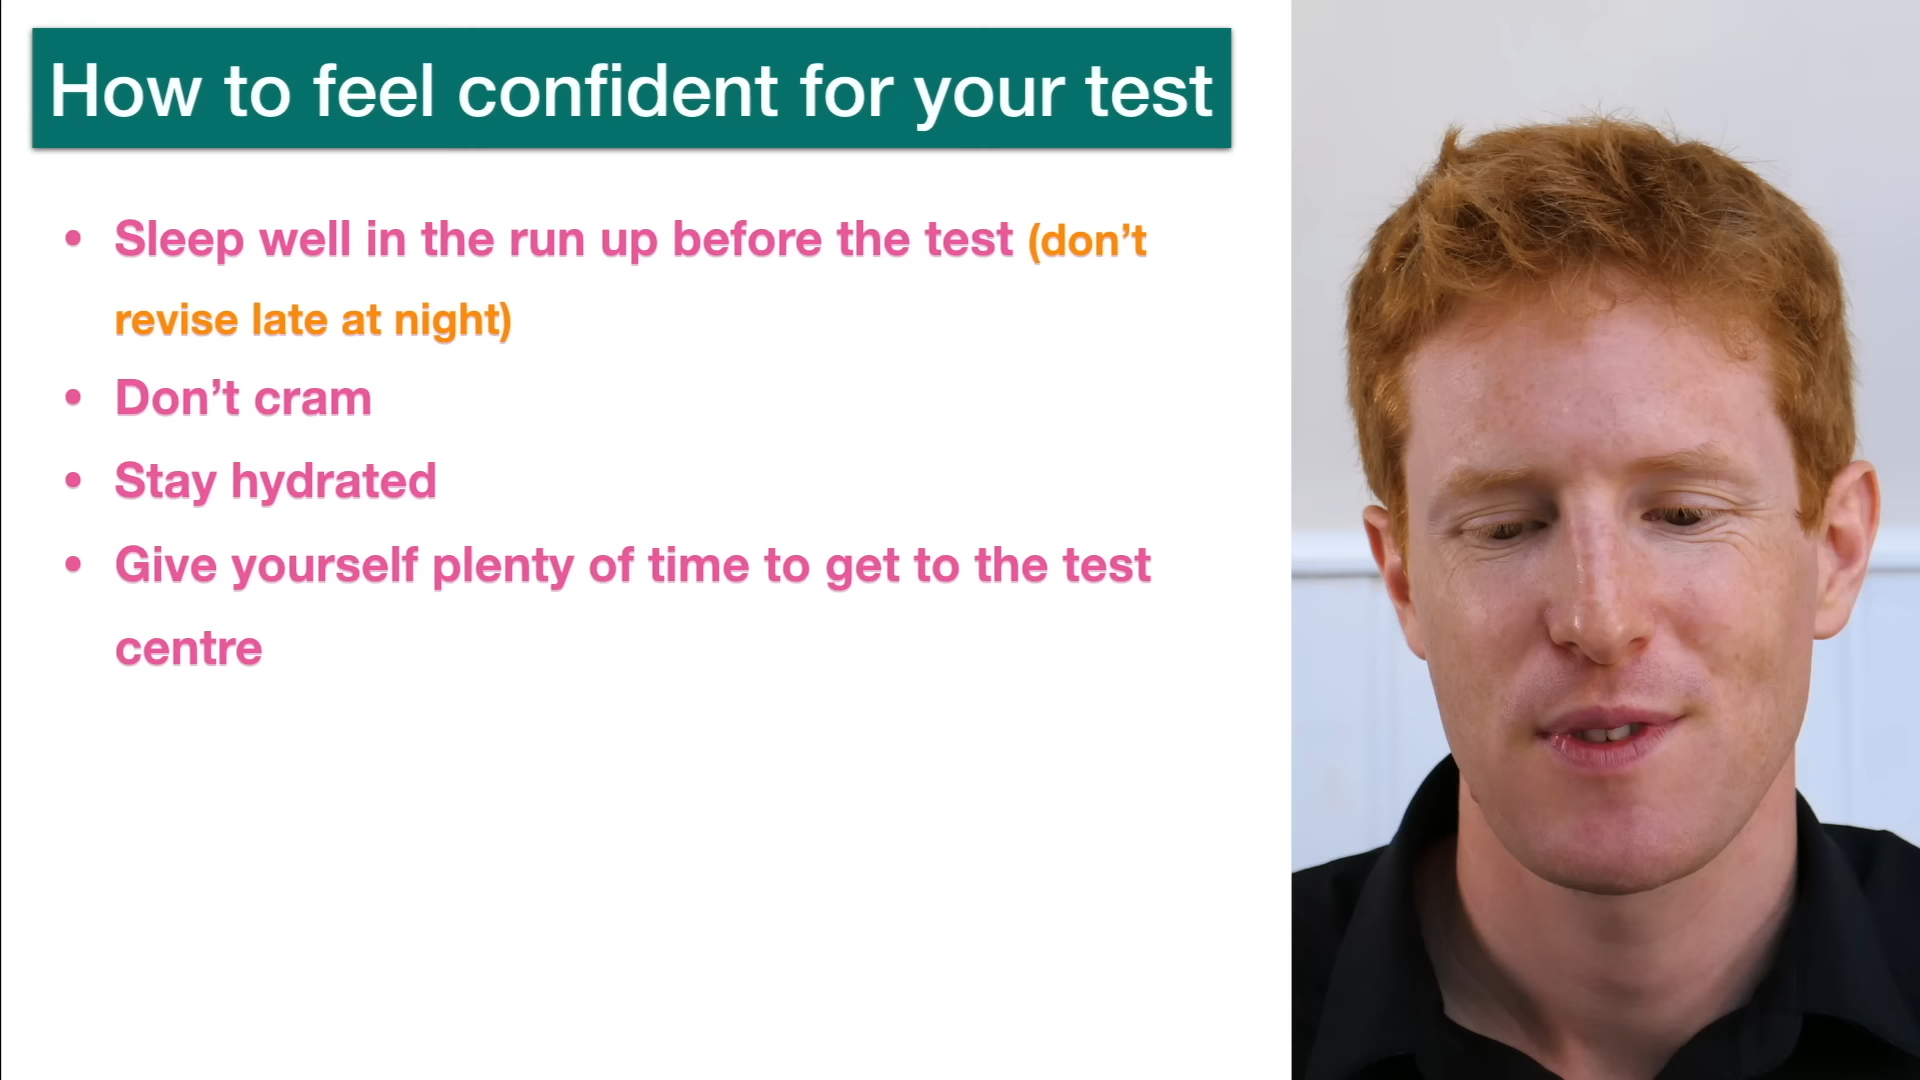 How to feel confident for your test
• Sleep well in the run up before the test (don’t
revise late at night)
• Don’t cram
• Stay hydrated
• Give yourself plenty of time to get to the test
centre